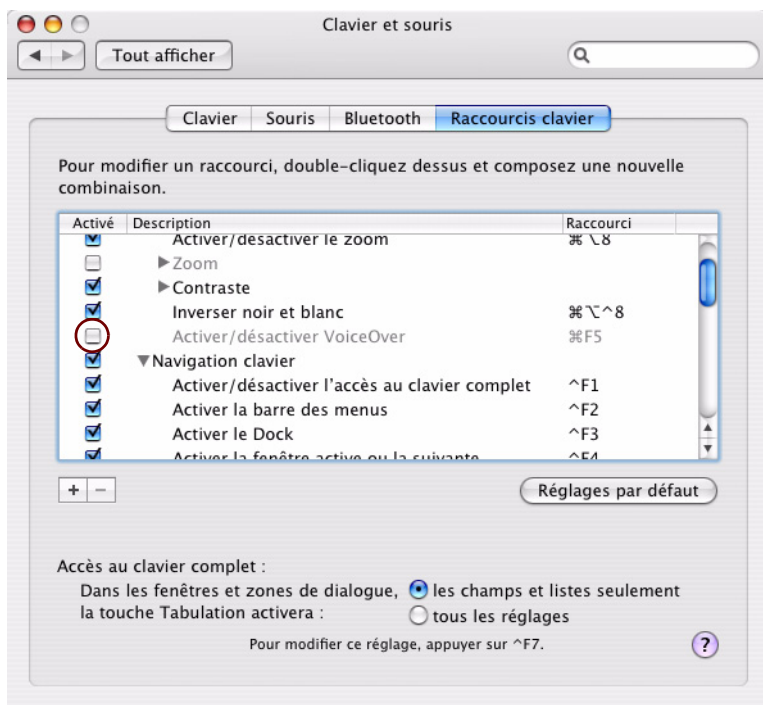 Clavier et souris
Tout afficher
Clavier Souris Bluetooth Raccourcis clavier
Pour modifier un raccourci, double-cliquez dessus et composez une nouvelle
combinaison.
Activé Description Raccourci
Activer/désactiver le zoom ⌘⌥8
Zoom
Contraste
Inverser noir et blanc ⌘⌥^8
Activer/désactiver VoiceOver ⌘F5
Navigation clavier
Activer/désactiver l'accès au clavier complet ^F1
Activer la barre des menus ^F2
Activer le Dock ^F3
Activer la fenêtre active ou la suivante ^F4
+ −
Réglages par défaut
Accès au clavier complet :
Dans les fenêtres et zones de dialogue, les champs et listes seulement
la touche Tabulation activera : tous les réglages
Pour modifier ce réglage, appuyer sur ^F7.
?